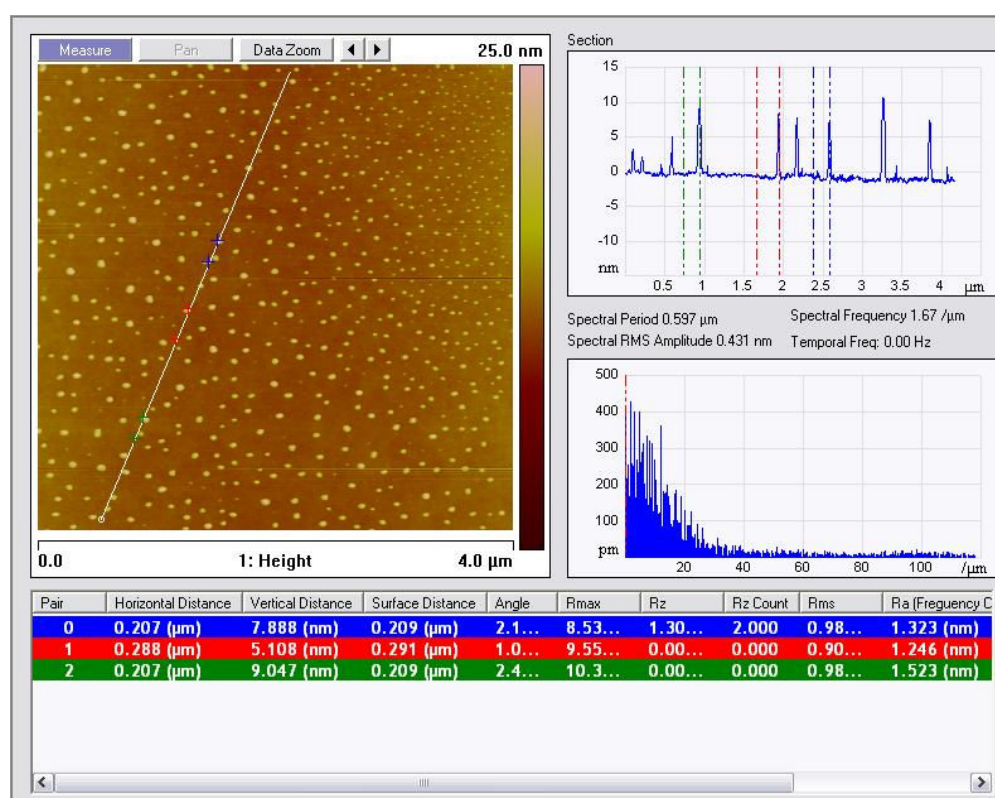 Measure Pan Data Zoom 25.0 nm
0.0 1: Height 4.0 µm
Section
15
10
5
0
-5
-10
nm
0.5 1 1.5 2 2.5 3 3.5 4 µm
Spectral Period 0.597 µm Spectral Frequency 1.67 /µm
Spectral RMS Amplitude 0.431 nm Temporal Freq: 0.00 Hz
500
400
300
200
100
pm
20 40 60 80 100 /µm
Pair Horizontal Distance Vertical Distance Surface Distance Angle Rmax Rz Rz Count Rms Ra (Freguency C
0 0.207 (µm) 7.888 (nm) 0.209 (µm) 2.1... 8.53... 1.30... 2.000 0.98... 1.323 (nm)
1 0.288 (µm) 5.108 (nm) 0.291 (µm) 1.0... 9.55... 0.00... 0.000 0.90... 1.246 (nm)
2 0.207 (µm) 9.047 (nm) 0.209 (µm) 2.4... 10.3... 0.00... 0.000 0.98... 1.523 (nm)